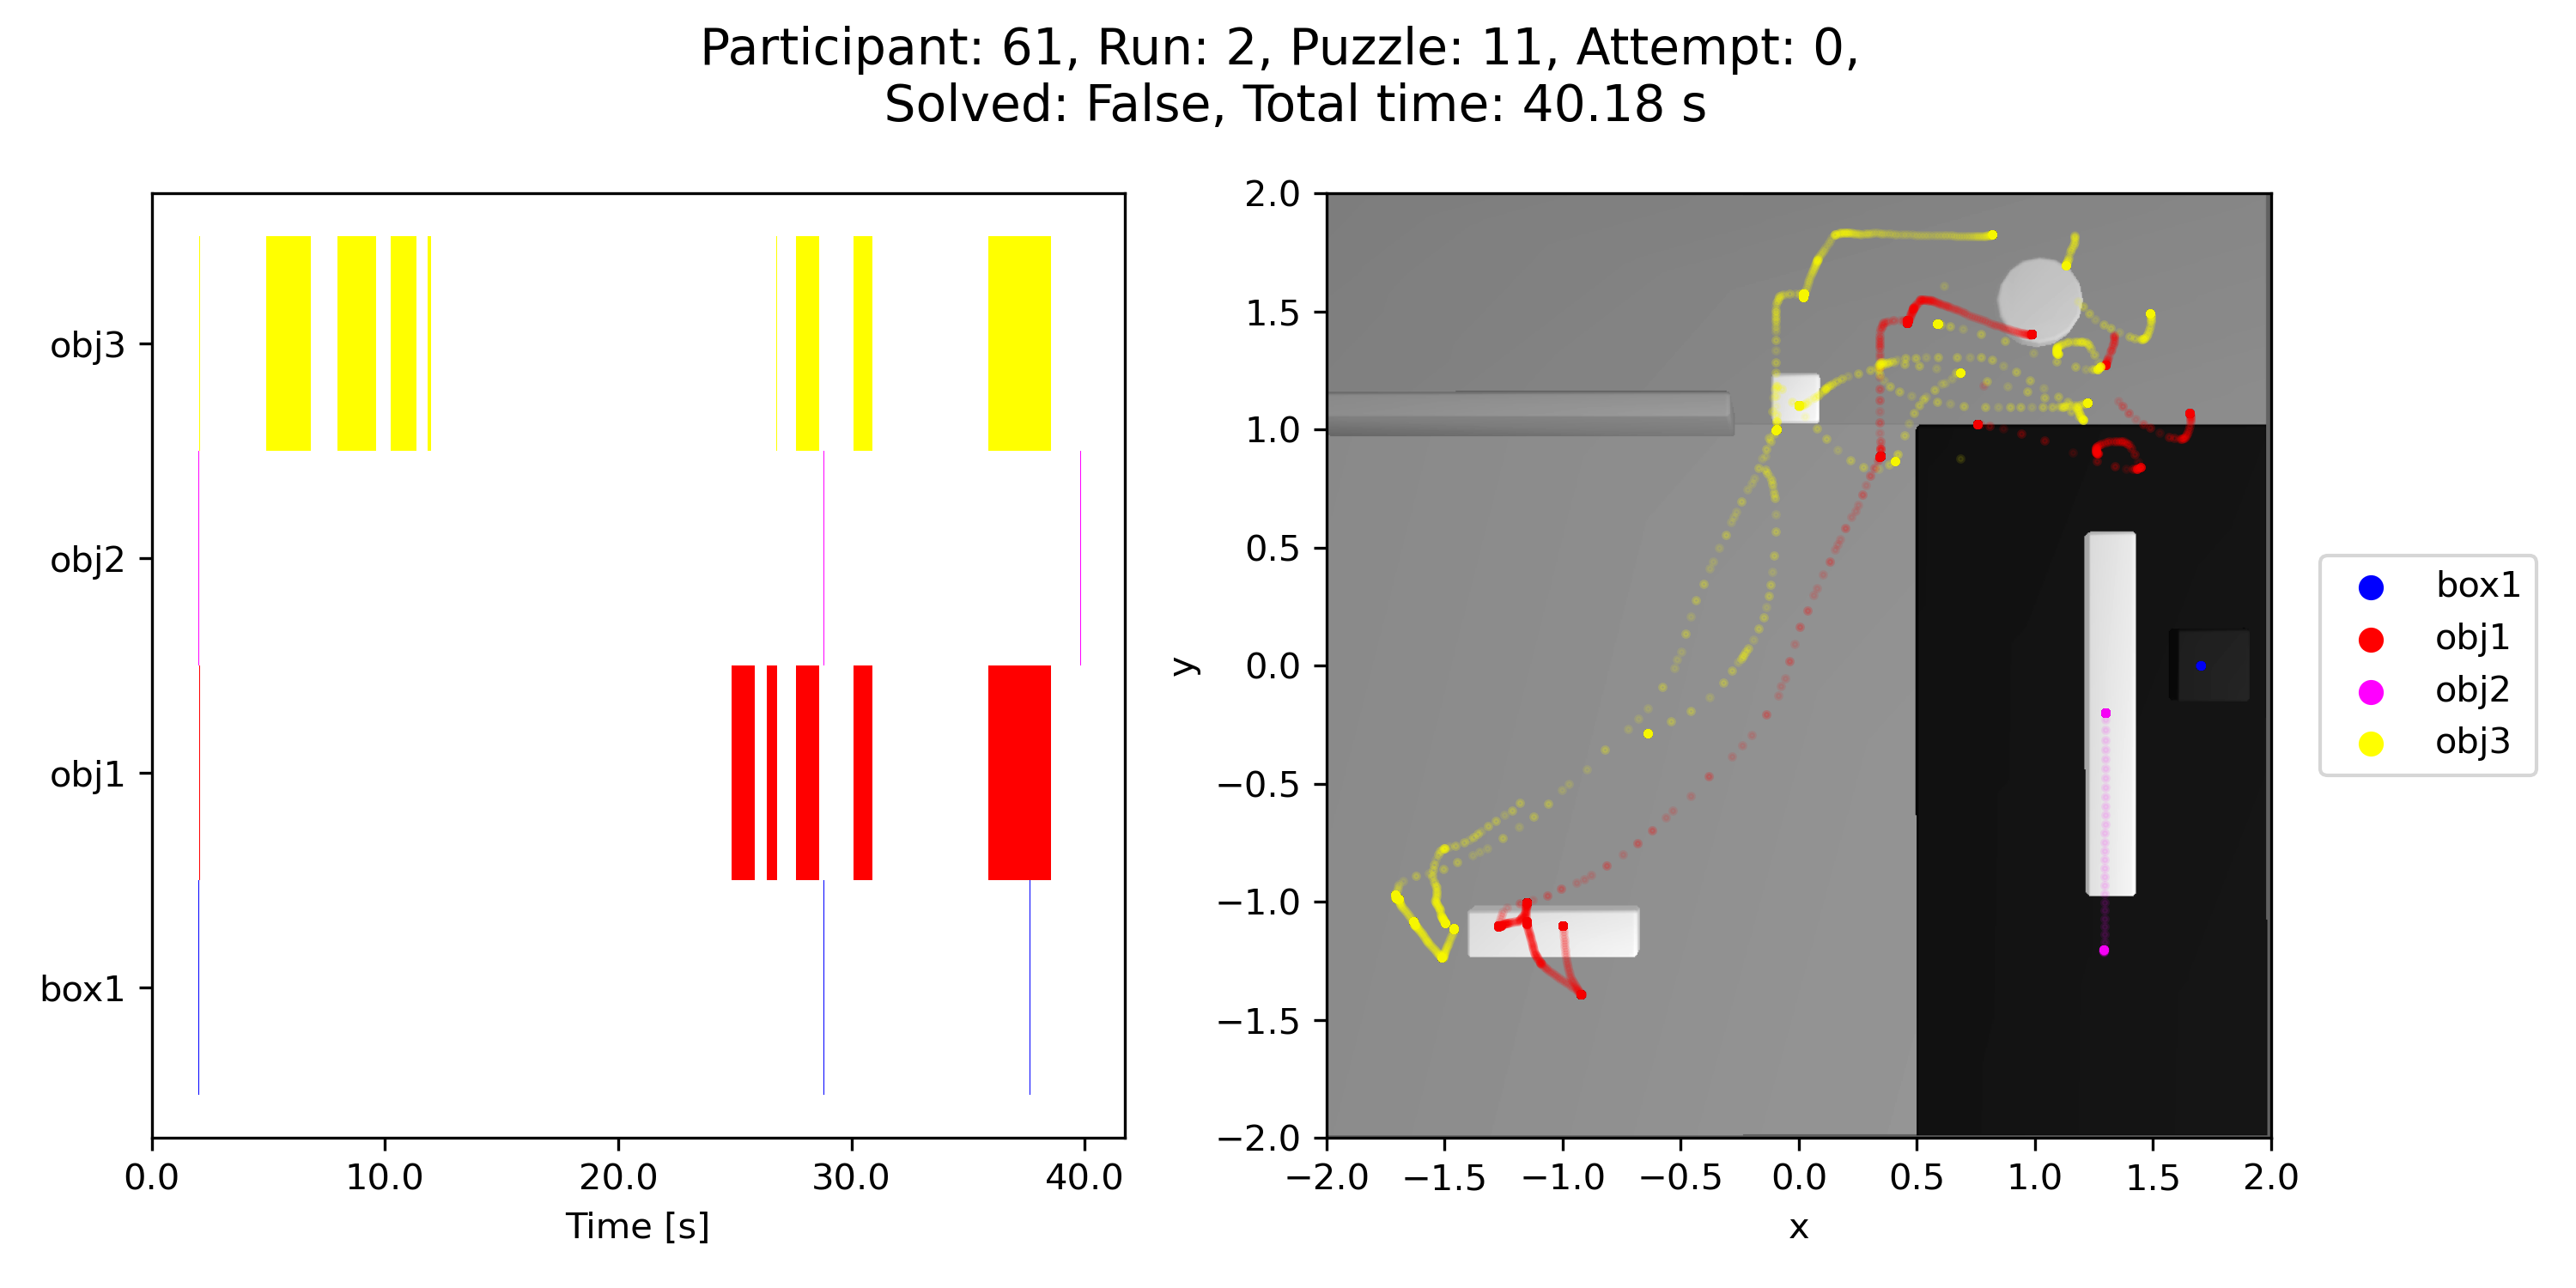 Participant: 61, Run: 2, Puzzle: 11, Attempt: 0,
Solved: False, Total time: 40.18 s
obj3
obj2
obj1
box1
0.0 10.0 20.0 30.0 40.0
Time [s]
2.0
1.5
1.0
0.5
0.0
−0.5
−1.0
−1.5
−2.0
y
−2.0 −1.5 −1.0 −0.5 0.0 0.5 1.0 1.5 2.0
x
box1
obj1
obj2
obj3